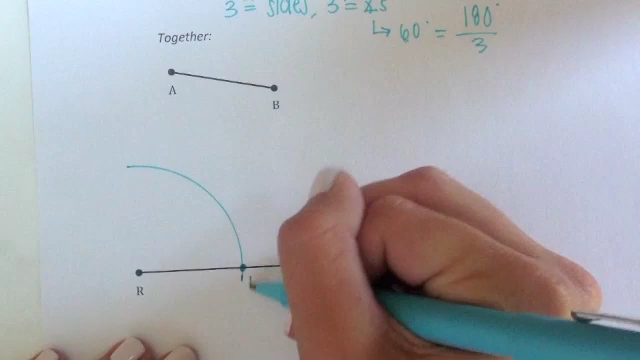 3 = sides, 3 = ∠s
↳ 60° = 180° / 3
Together:
A
B
R